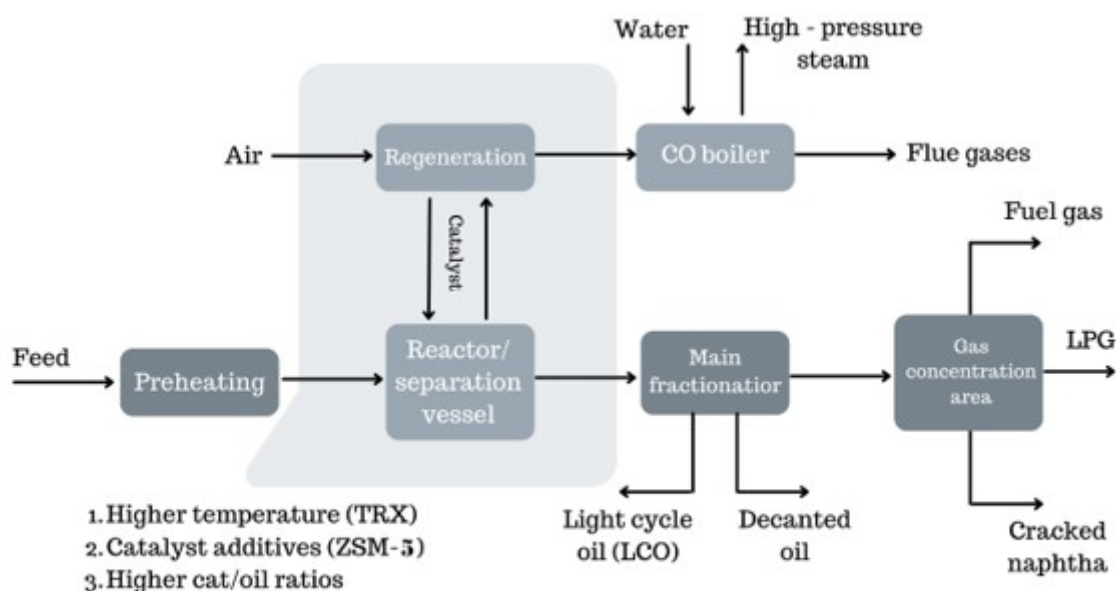 Water
High - pressure
steam
Air
Regeneration
CO boiler
Flue gases
Catalyst
Fuel gas
Feed
Preheating
Reactor/
separation
vessel
Main
fractionatior
Gas
concentration
area
LPG
Light cycle
oil (LCO)
Decanted
oil
Cracked
naphtha
1. Higher temperature (TRX)
2. Catalyst additives (ZSM-5)
3. Higher cat/oil ratios